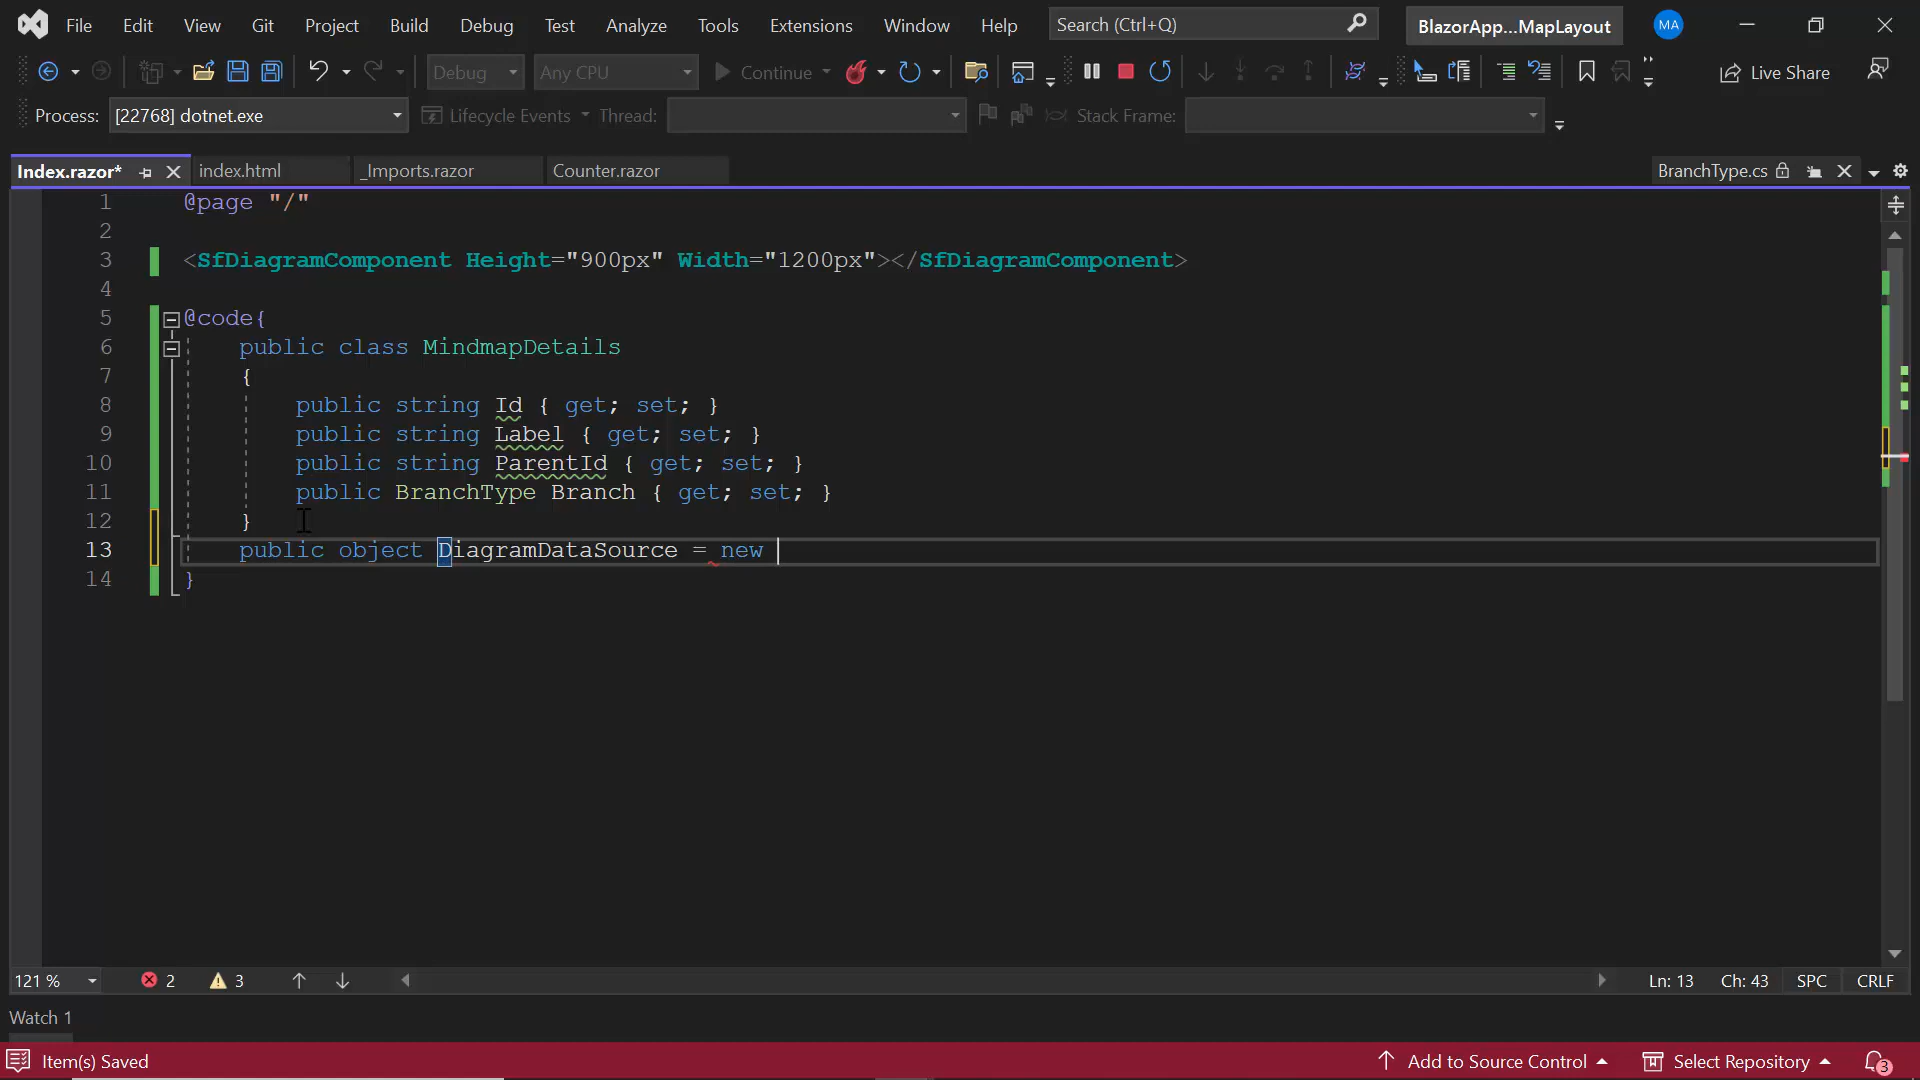 File Edit View Git Project Build Debug Test Analyze Tools Extensions Window Help Search (Ctrl+Q) BlazorApp...MapLayout MA
Debug Any CPU Continue Live Share
Process: [22768] dotnet.exe Lifecycle Events Thread: Stack Frame:
Index.razor* index.html _Imports.razor Counter.razor BranchType.cs
1 @page "/"
2
3 <SfDiagramComponent Height="900px" Width="1200px"></SfDiagramComponent>
4
5 @code{
6 public class MindmapDetails
7 {
8 public string Id { get; set; }
9 public string Label { get; set; }
10 public string ParentId { get; set; }
11 public BranchType Branch { get; set; }
12 }
13 public object DiagramDataSource = new
14 }
121 % 2 3 Ln: 13 Ch: 43 SPC CRLF
Watch 1
Item(s) Saved Add to Source Control Select Repository 3